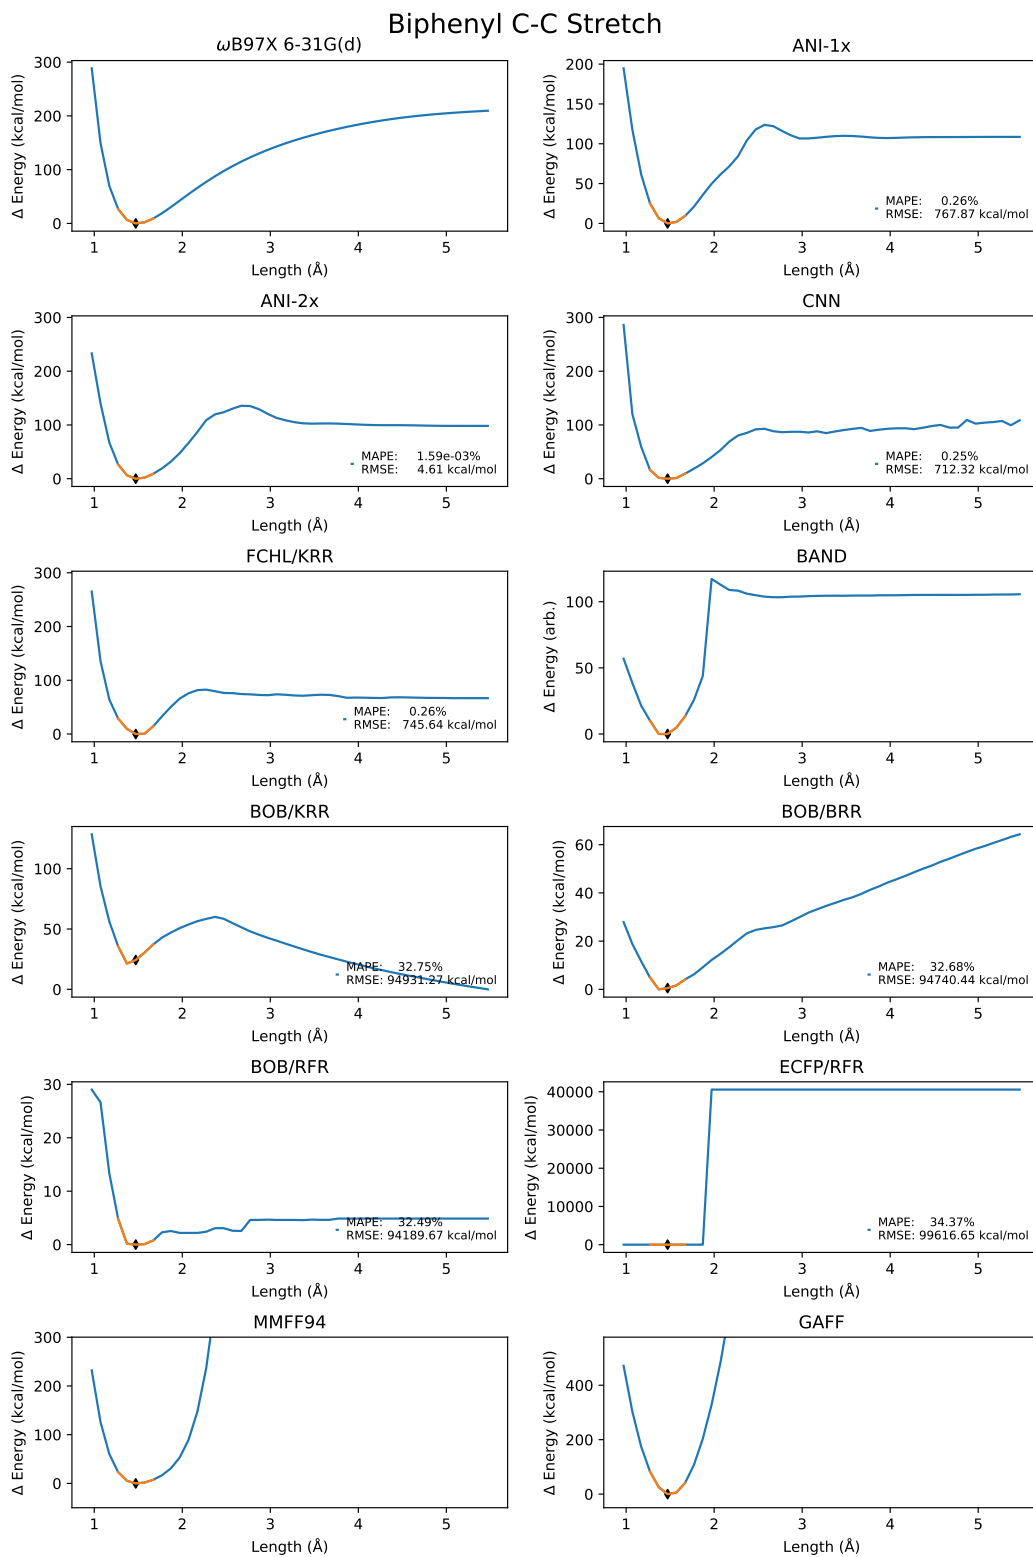 Biphenyl C-C Stretch
ωB97X 6-31G(d)
Δ Energy (kcal/mol)
300
200
100
0
1 2 3 4 5
Length (Å)
ANI-1x
Δ Energy (kcal/mol)
200
150
100
50
0
MAPE: 0.26%
RMSE: 767.87 kcal/mol
1 2 3 4 5
Length (Å)
ANI-2x
Δ Energy (kcal/mol)
300
200
100
0
MAPE: 1.59e-03%
RMSE: 4.61 kcal/mol
1 2 3 4 5
Length (Å)
CNN
Δ Energy (kcal/mol)
300
200
100
0
MAPE: 0.25%
RMSE: 712.32 kcal/mol
1 2 3 4 5
Length (Å)
FCHL/KRR
Δ Energy (kcal/mol)
300
200
100
0
MAPE: 0.26%
RMSE: 745.64 kcal/mol
1 2 3 4 5
Length (Å)
BAND
Δ Energy (arb.)
100
50
0
1 2 3 4 5
Length (Å)
BOB/KRR
Δ Energy (kcal/mol)
100
50
0
MAPE: 32.75%
RMSE: 94931.27 kcal/mol
1 2 3 4 5
Length (Å)
BOB/BRR
Δ Energy (kcal/mol)
60
40
20
0
MAPE: 32.68%
RMSE: 94740.44 kcal/mol
1 2 3 4 5
Length (Å)
BOB/RFR
Δ Energy (kcal/mol)
30
20
10
0
MAPE: 32.49%
RMSE: 94189.67 kcal/mol
1 2 3 4 5
Length (Å)
ECFP/RFR
Δ Energy (kcal/mol)
40000
30000
20000
10000
0
MAPE: 34.37%
RMSE: 99616.65 kcal/mol
1 2 3 4 5
Length (Å)
MMFF94
Δ Energy (kcal/mol)
300
200
100
0
1 2 3 4 5
Length (Å)
GAFF
Δ Energy (kcal/mol)
400
200
0
1 2 3 4 5
Length (Å)